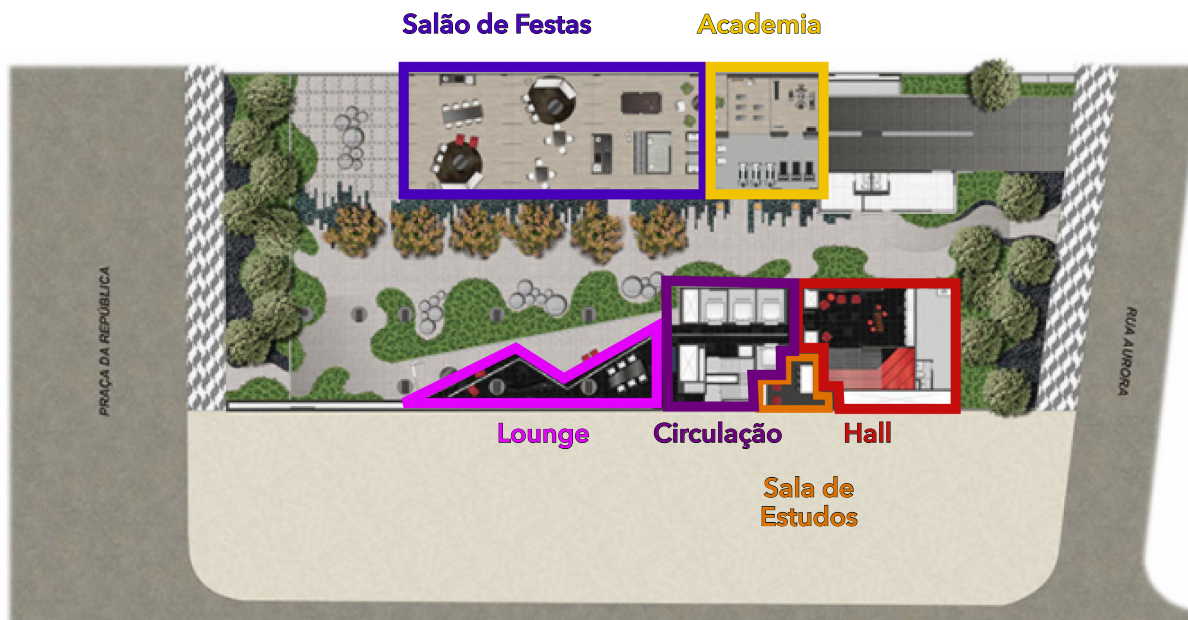 Salão de Festas
Academia
PRAÇA DA REPÚBLICA
RUA AURORA
Lounge
Circulação
Hall
Sala de
Estudos